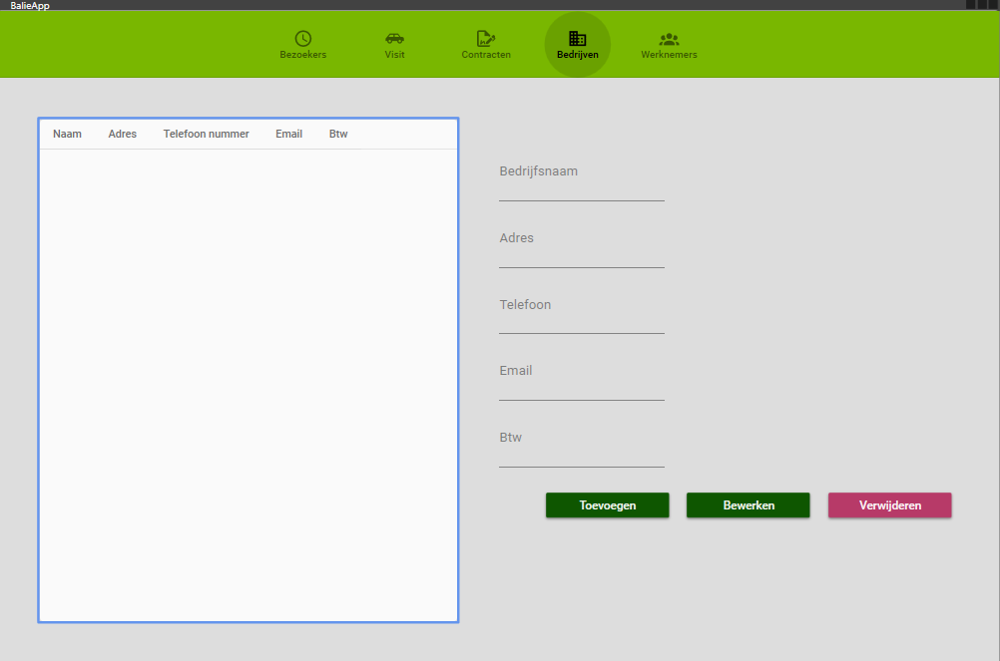 BalieApp
Bezoekers Visit Contracten Bedrijven Werknemers
Naam Adres Telefoon nummer Email Btw
Bedrijfsnaam
Adres
Telefoon
Email
Btw
Toevoegen Bewerken Verwijderen